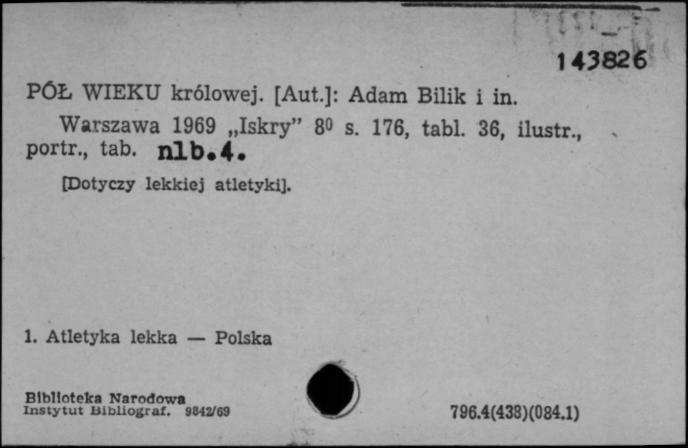 143826
PÓŁ WIEKU królowej. [Aut.]: Adam Bilik i in.
Warszawa 1969 „Iskry” 8⁰ s. 176, tabl. 36, ilustr.,
portr., tab. nlb.4.
[Dotyczy lekkiej atletyki].
1. Atletyka lekka — Polska
Biblioteka Narodowa
Instytut Bibliograf. 9842/69
796.4(438)(084.1)